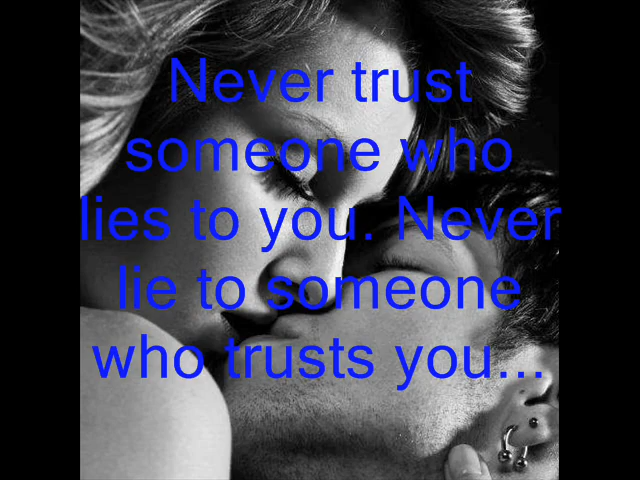 Never trust
someone who
lies to you. Never
lie to someone
who trusts you...